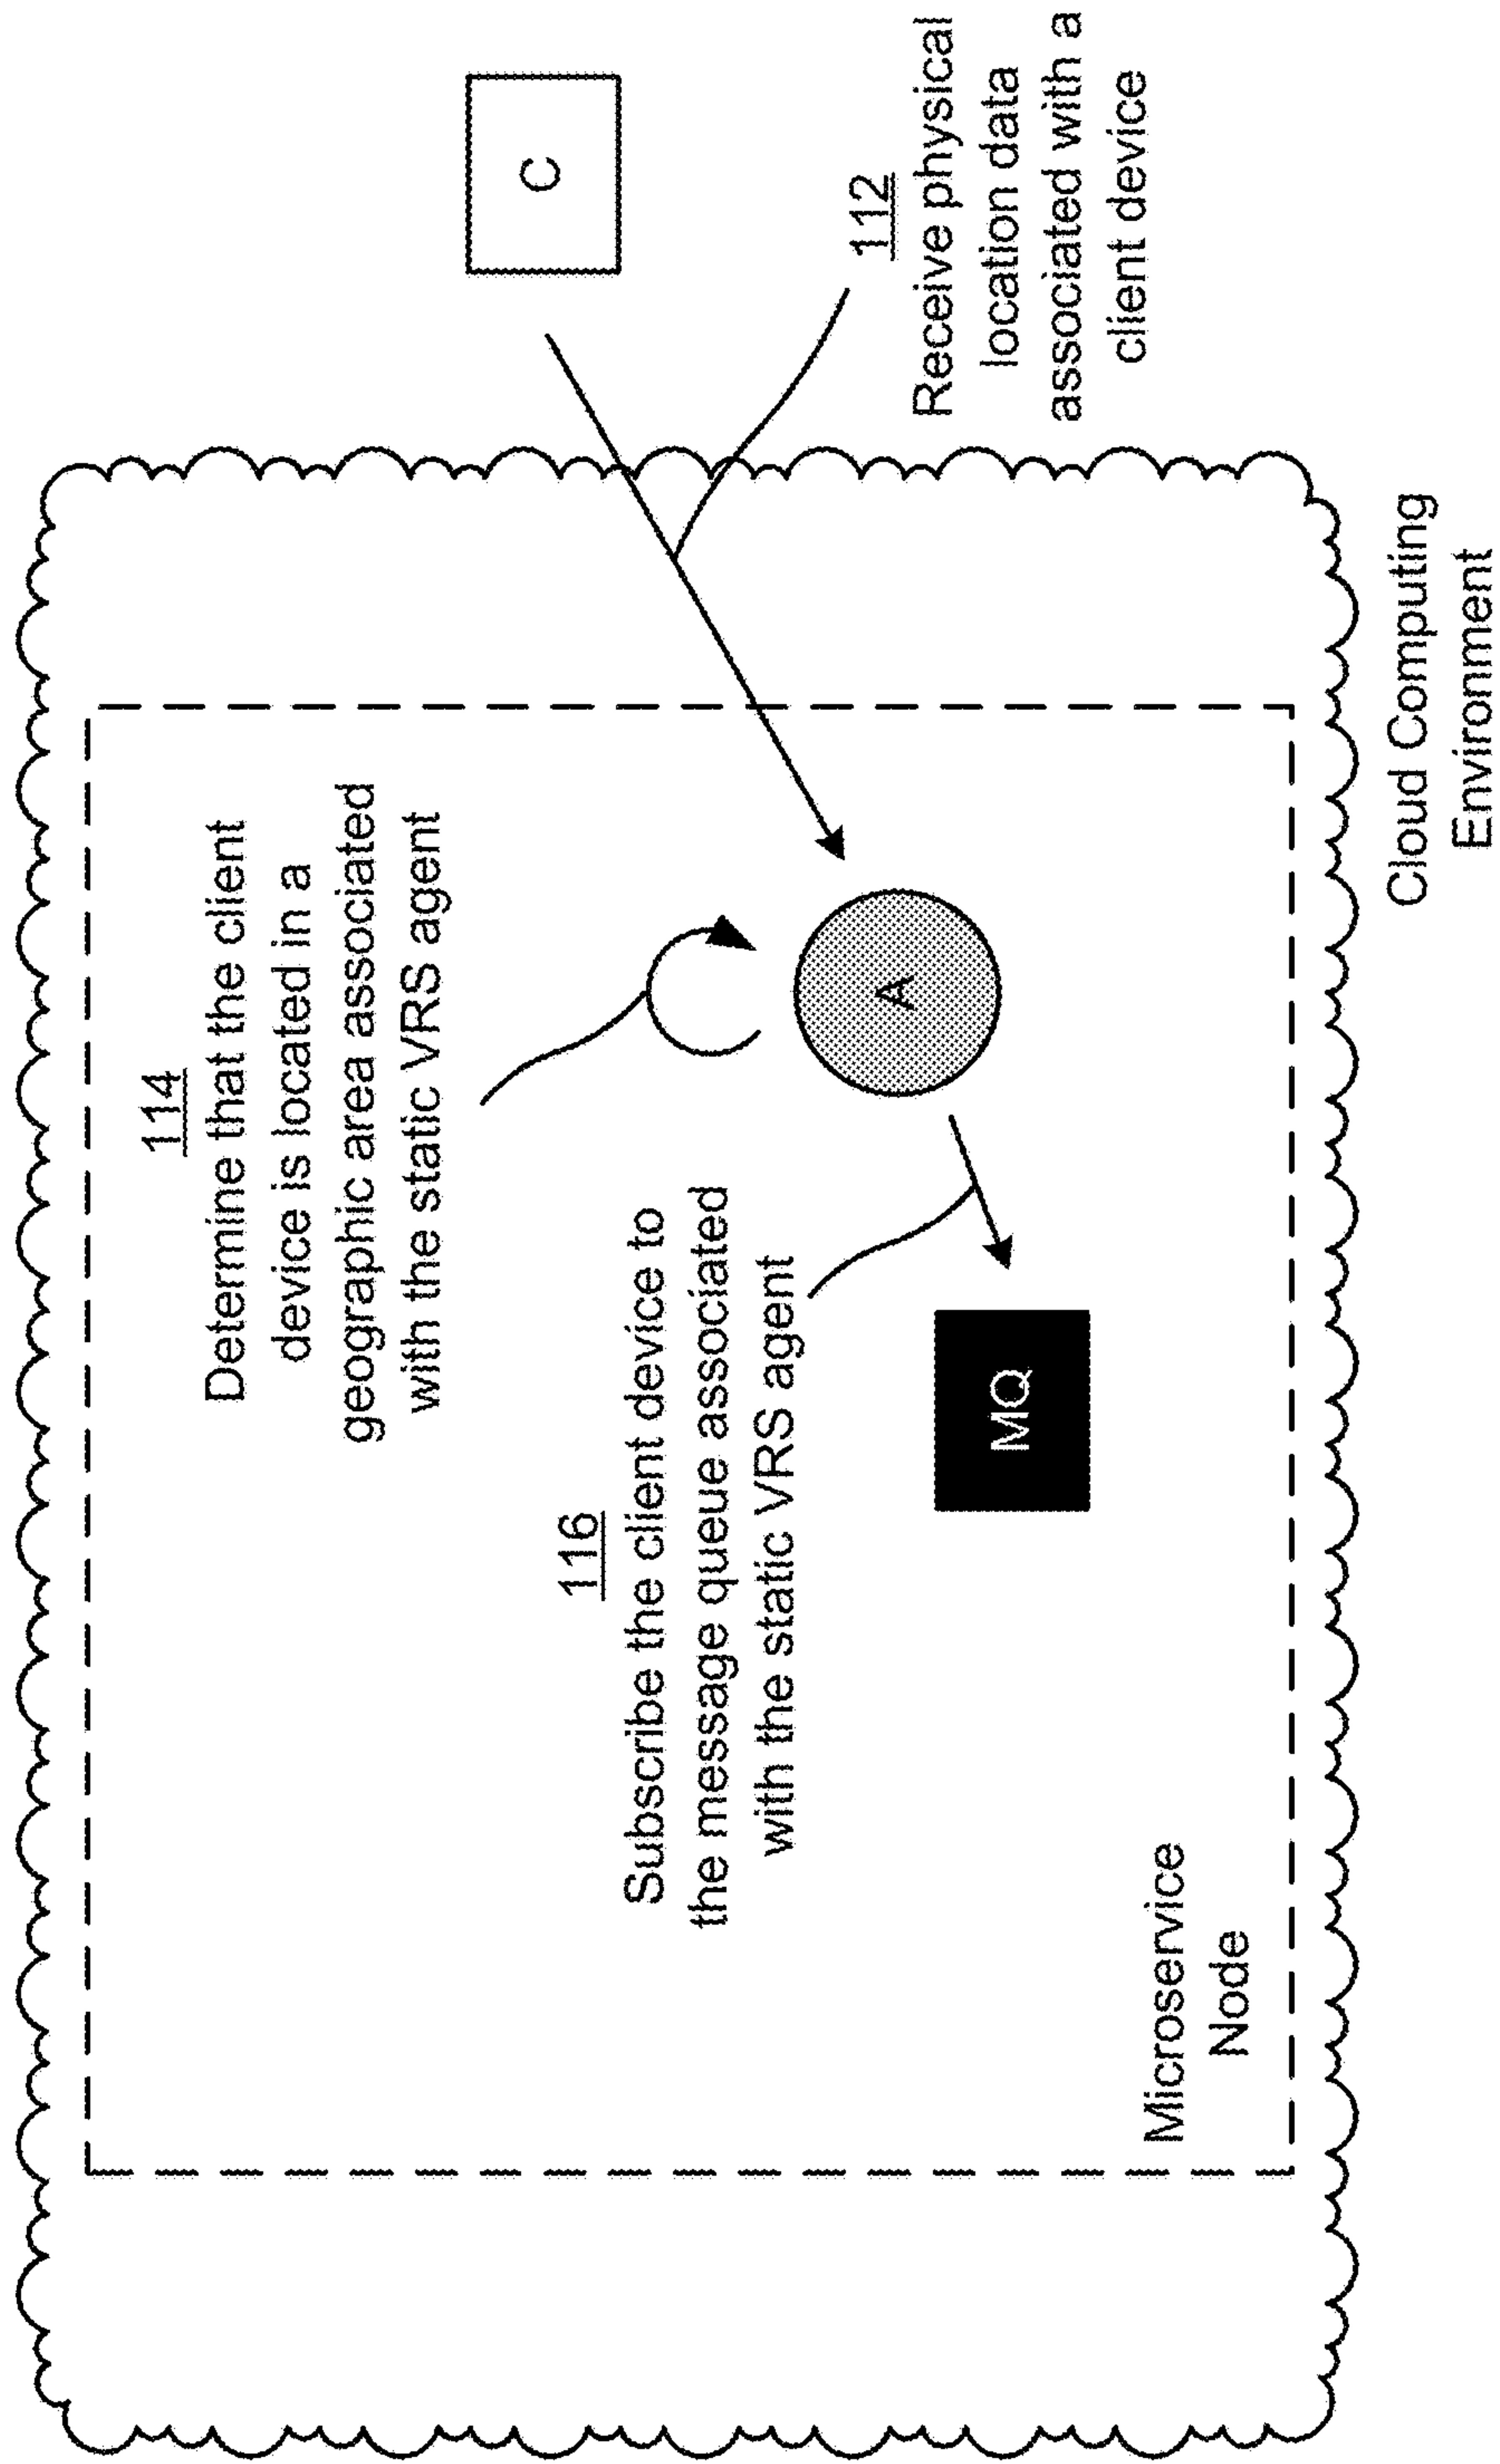 114
Determine that the client
device is located in a
geographic area associated
with the static VRS agent
116
Subscribe the client device to
the message queue associated
with the static VRS agent
C
A
MQ
112
Receive physical
location data
associated with a
client device
Microservice
Node
Cloud Computing
Environment